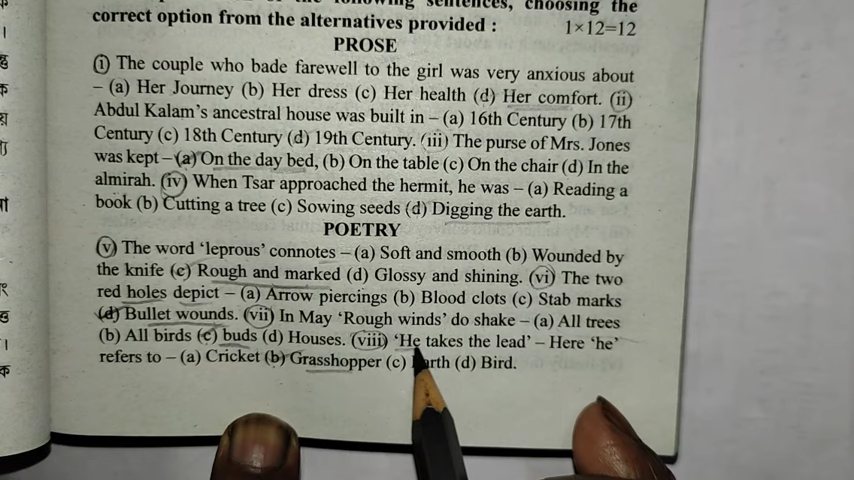 of the following sentences, choosing the
correct option from the alternatives provided : 1×12=12
PROSE
(i) The couple who bade farewell to the girl was very anxious about
– (a) Her Journey (b) Her dress (c) Her health (d) Her comfort. (ii)
Abdul Kalam's ancestral house was built in – (a) 16th Century (b) 17th
Century (c) 18th Century (d) 19th Century. (iii) The purse of Mrs. Jones
was kept – (a) On the day bed, (b) On the table (c) On the chair (d) In the
almirah. (iv) When Tsar approached the hermit, he was – (a) Reading a
book (b) Cutting a tree (c) Sowing seeds (d) Digging the earth.
POETRY
(v) The word 'leprous' connotes – (a) Soft and smooth (b) Wounded by
the knife (c) Rough and marked (d) Glossy and shining. (vi) The two
red holes depict – (a) Arrow piercings (b) Blood clots (c) Stab marks
(d) Bullet wounds. (vii) In May 'Rough winds' do shake – (a) All trees
(b) All birds (c) buds (d) Houses. (viii) 'He takes the lead' – Here 'he'
refers to – (a) Cricket (b) Grasshopper (c) Earth (d) Bird.